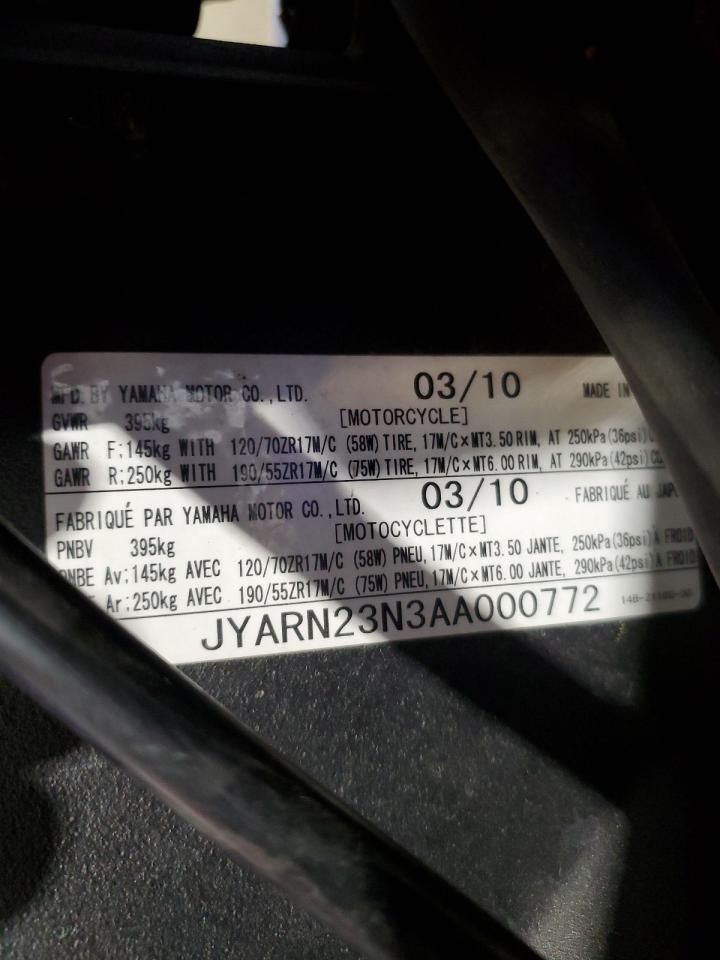 MFD. BY YAMAHA MOTOR CO.,LTD. 03/10 MADE IN
GVWR 395kg [MOTORCYCLE]
GAWR F;145kg WITH 120/70ZR17M/C (58W) TIRE, 17M/C×MT3.50 RIM, AT 250kPa(36psi)
GAWR R;250kg WITH 190/55ZR17M/C (75W) TIRE, 17M/C×MT6.00 RIM, AT 290kPa(42psi)
FABRIQUÉ PAR YAMAHA MOTOR CO.,LTD. 03/10 FABRIQUÉ AU
PNBV 395kg [MOTOCYCLETTE]
Av;145kg AVEC 120/70ZR17M/C (58W) PNEU,17M/C×MT3.50 JANTE, 250kPa(36psi)À FROID
Ar;250kg AVEC 190/55ZR17M/C (75W) PNEU,17M/C×MT6.00 JANTE, 290kPa(42psi)À FROID
JYARN23N3AA000772